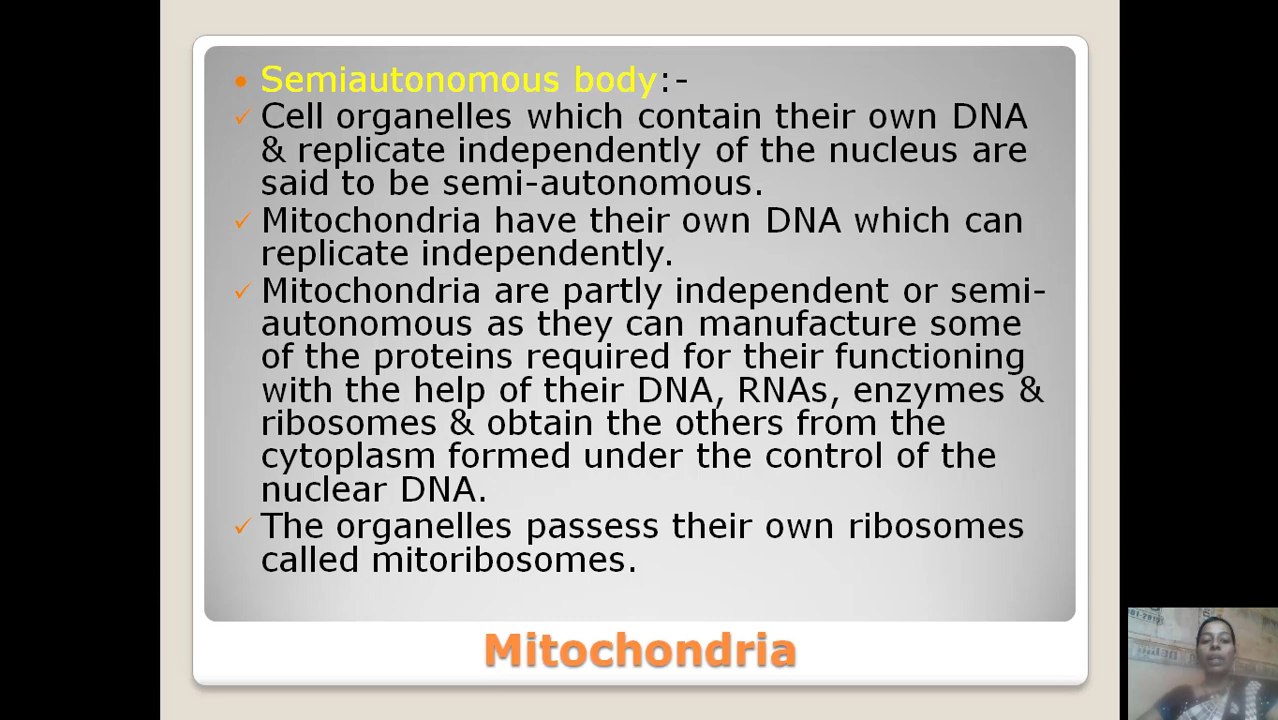 Semiautonomous body:-
Cell organelles which contain their own DNA
& replicate independently of the nucleus are
said to be semi-autonomous.
Mitochondria have their own DNA which can
replicate independently.
Mitochondria are partly independent or semi-
autonomous as they can manufacture some
of the proteins required for their functioning
with the help of their DNA, RNAs, enzymes &
ribosomes & obtain the others from the
cytoplasm formed under the control of the
nuclear DNA.
The organelles passess their own ribosomes
called mitoribosomes.
Mitochondria